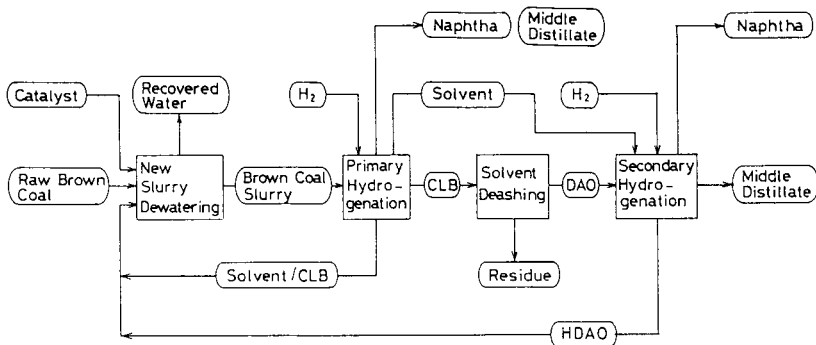 Naphtha
Middle
Distillate
Naphtha
Catalyst
Recovered
Water
H₂
Solvent
H₂
Raw Brown
Coal
New
Slurry
Dewatering
Brown Coal
Slurry
Primary
Hydro-
genation
CLB
Solvent
Deashing
DAO
Secondary
Hydro-
genation
Middle
Distillate
Solvent/CLB
Residue
HDAO